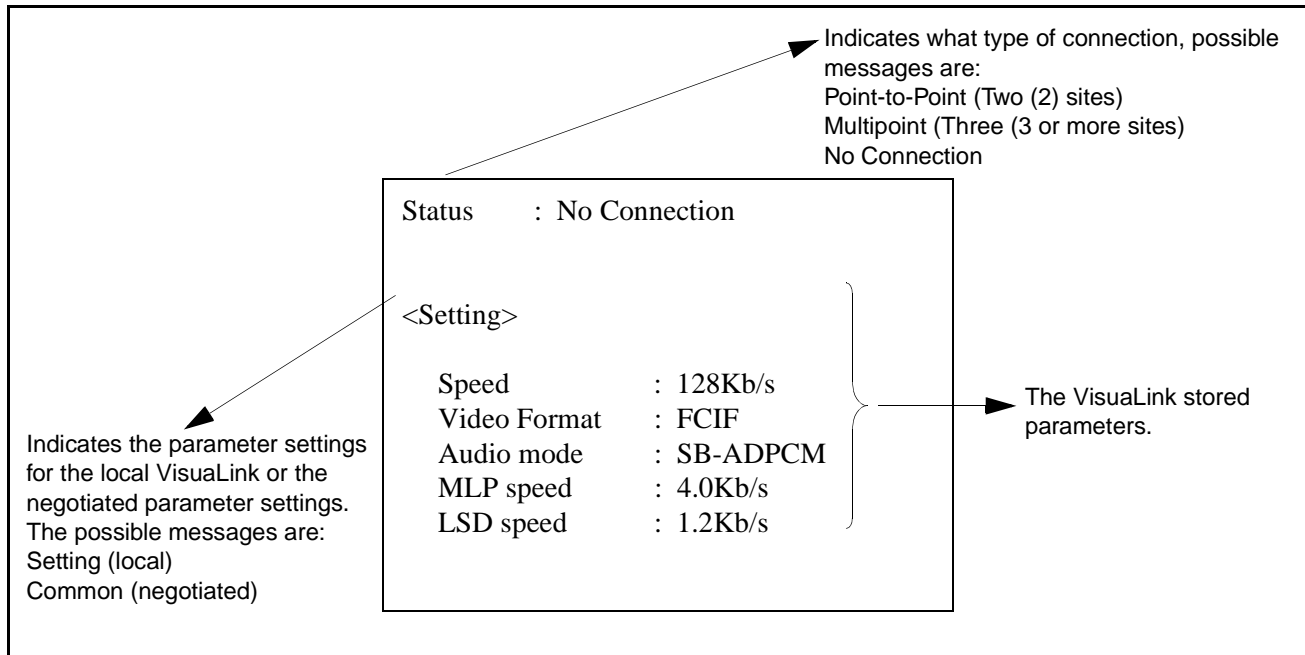 Indicates what type of connection, possible
messages are:
Point-to-Point (Two (2) sites)
Multipoint (Three (3 or more sites)
No Connection
Status : No Connection
<Setting>
Speed : 128Kb/s
Video Format : FCIF
Audio mode : SB-ADPCM
MLP speed : 4.0Kb/s
LSD speed : 1.2Kb/s
The VisuaLink stored
parameters.
Indicates the parameter settings
for the local VisuaLink or the
negotiated parameter settings.
The possible messages are:
Setting (local)
Common (negotiated)